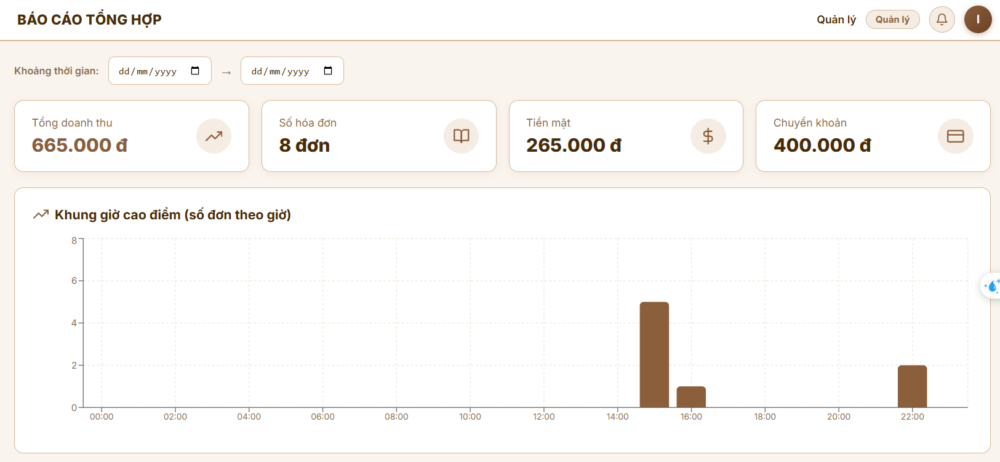 BÁO CÁO TỔNG HỢP
Quản lý
Quản lý
I
Khoảng thời gian:
dd/mm/yyyy
→
dd/mm/yyyy
Tổng doanh thu
665.000 đ
Số hóa đơn
8 đơn
Tiền mặt
265.000 đ
Chuyển khoản
400.000 đ
Khung giờ cao điểm (số đơn theo giờ)
8
6
4
2
0
00:00 02:00 04:00 06:00 08:00 10:00 12:00 14:00 16:00 18:00 20:00 22:00